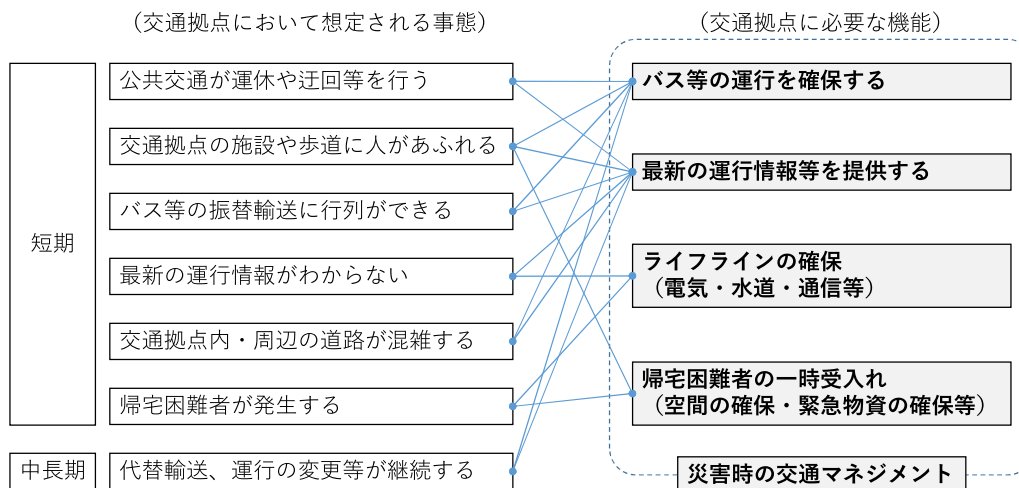 （交通拠点において想定される事態）
（交通拠点に必要な機能）
短期
公共交通が運休や迂回等を行う
交通拠点の施設や歩道に人があふれる
バス等の振替輸送に行列ができる
最新の運行情報がわからない
交通拠点内・周辺の道路が混雑する
帰宅困難者が発生する
中長期
代替輸送、運行の変更等が継続する
バス等の運行を確保する
最新の運行情報等を提供する
ライフラインの確保
（電気・水道・通信等）
帰宅困難者の一時受入れ
（空間の確保・緊急物資の確保等）
災害時の交通マネジメント